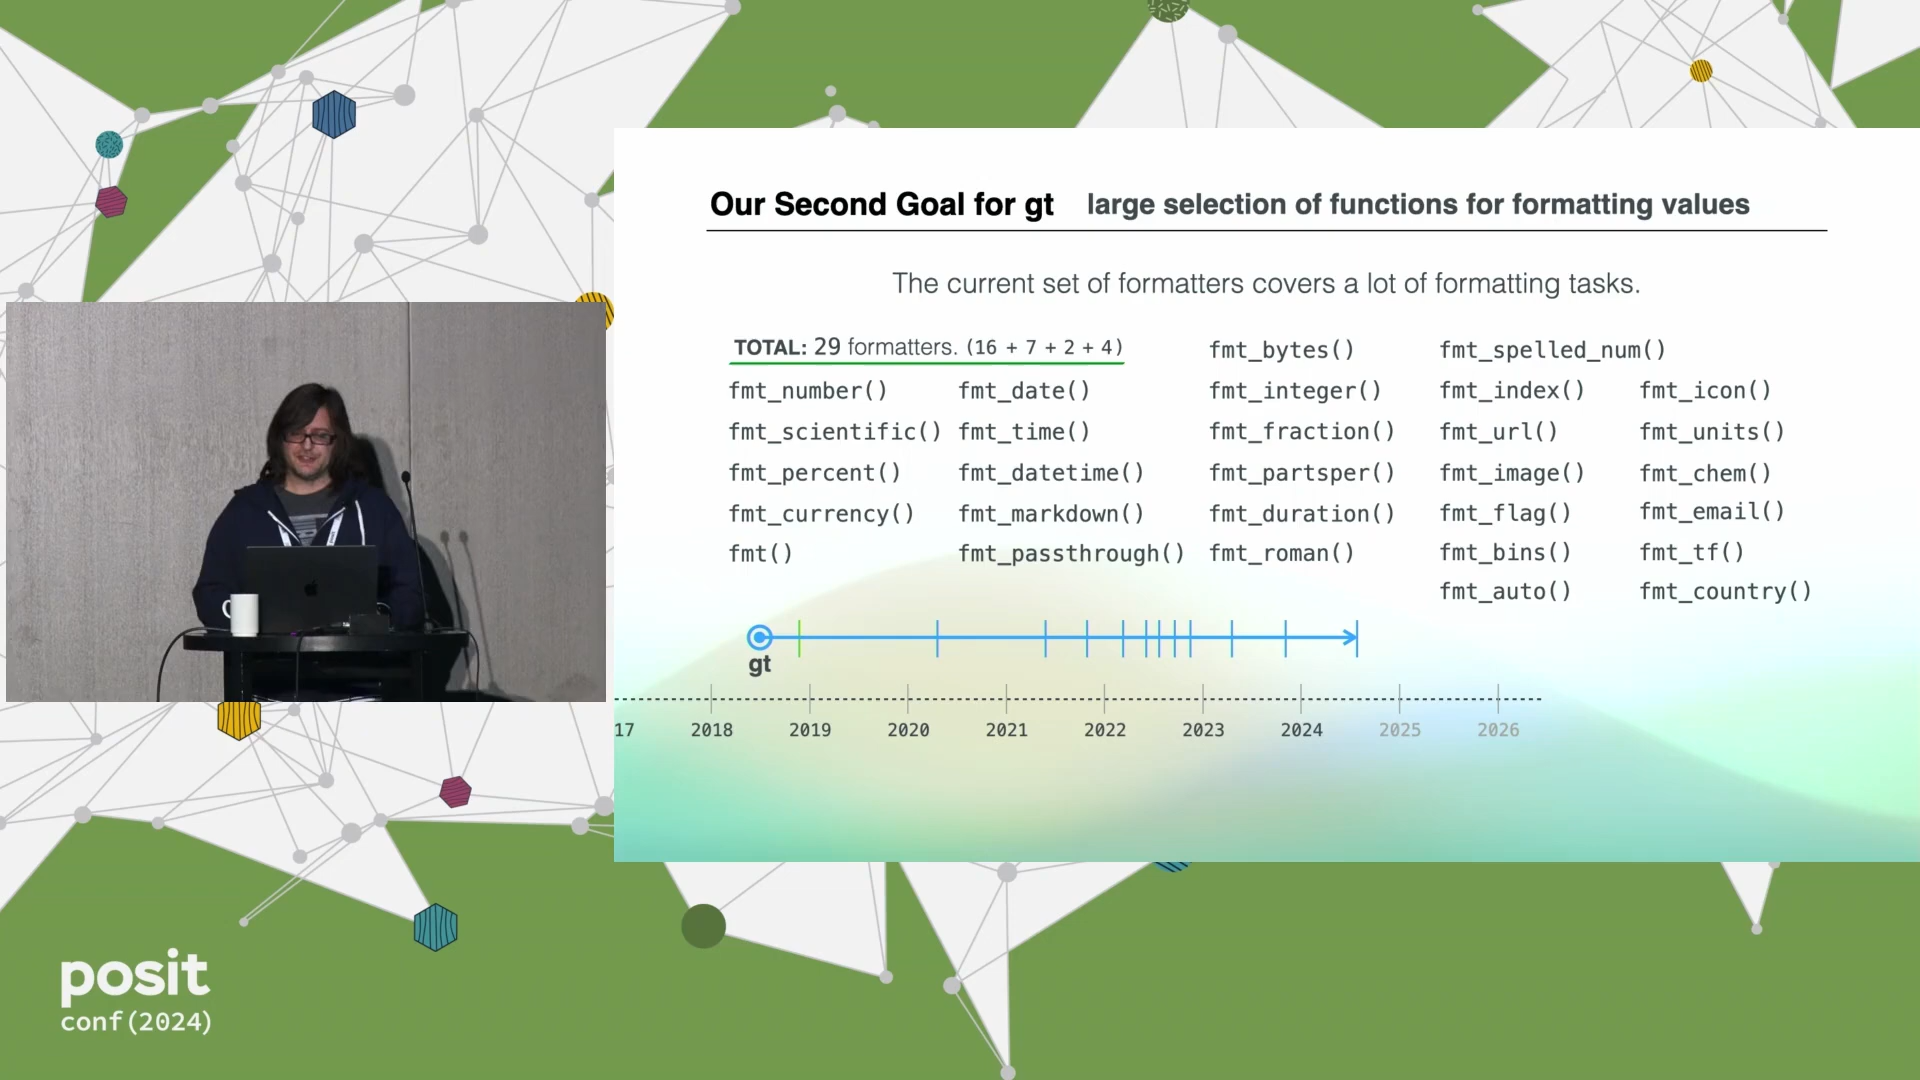 Our Second Goal for gt large selection of functions for formatting values
The current set of formatters covers a lot of formatting tasks.
TOTAL: 29 formatters. (16 + 7 + 2 + 4) fmt_bytes() fmt_spelled_num()
fmt_number() fmt_date() fmt_integer() fmt_index() fmt_icon()
fmt_scientific() fmt_time() fmt_fraction() fmt_url() fmt_units()
fmt_percent() fmt_datetime() fmt_partsper() fmt_image() fmt_chem()
fmt_currency() fmt_markdown() fmt_duration() fmt_flag() fmt_email()
fmt() fmt_passthrough() fmt_roman() fmt_bins() fmt_tf()
fmt_auto() fmt_country()
gt
17 2018 2019 2020 2021 2022 2023 2024 2025 2026
posit
conf(2024)